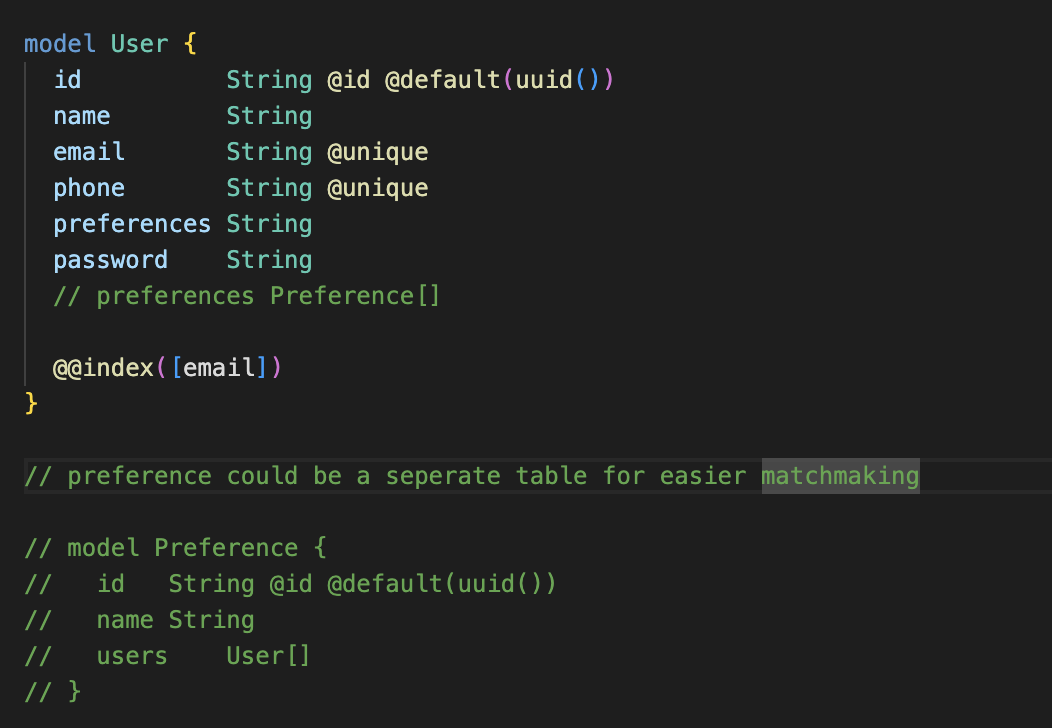 model User {
  id          String @id @default(uuid())
  name        String
  email       String @unique
  phone       String @unique
  preferences String
  password    String
  // preferences Preference[]

  @@index([email])
}

// preference could be a seperate table for easier matchmaking

// model Preference {
//   id   String @id @default(uuid())
//   name String
//   users    User[]
// }